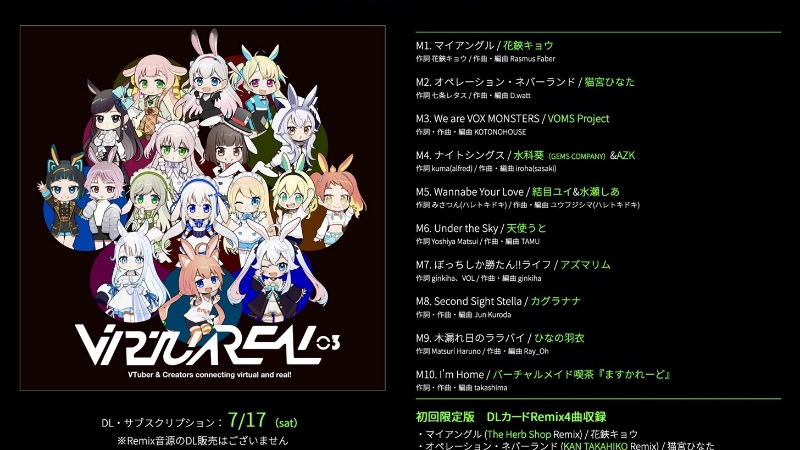 VIRTUAREAL.03
VTuber & Creators connecting virtual and real!
DL・サブスクリプション： 7/17（sat）
※Remix音源のDL販売はございません
M1. マイアングル / 花鋏キョウ
作詞 花鋏キョウ / 作曲・編曲 Rasmus Faber
M2. オペレーション・ネバーランド / 猫宮ひなた
作詞 七条レタス / 作曲・編曲 D.watt
M3. We are VOX MONSTERS / VOMS Project
作詞・作曲・編曲 KOTONOHOUSE
M4. ナイトシングス / 水科葵（GEMS COMPANY）&AZK
作詞 kuma(alfred) / 作曲・編曲 iroha(sasaki)
M5. Wannabe Your Love / 結目ユイ&水瀬しあ
作詞 みさつん(ハレトキドキ) / 作曲・編曲 ユウフジシマ(ハレトキドキ)
M6. Under the Sky / 天使うと
作詞 Yoshiya Matsui / 作曲・編曲 TAMU
M7. ぼっちしか勝たん!!ライフ / アズマリム
作詞 ginkiha、VOL / 作曲・編曲 ginkiha
M8. Second Sight Stella / カグラナナ
作詞・作曲・編曲 Jun Kuroda
M9. 木漏れ日のララバイ / ひなの羽衣
作詞 Matsuri Haruno / 作曲・編曲 Ray_Oh
M10. I'm Home / バーチャルメイド喫茶『ますかれーど』
作詞・作曲・編曲 takashima
初回限定版 DLカードRemix4曲収録
・マイアングル (The Herb Shop Remix) / 花鋏キョウ
・オペレーション・ネバーランド (KAN TAKAHIKO Remix) / 猫宮ひなた